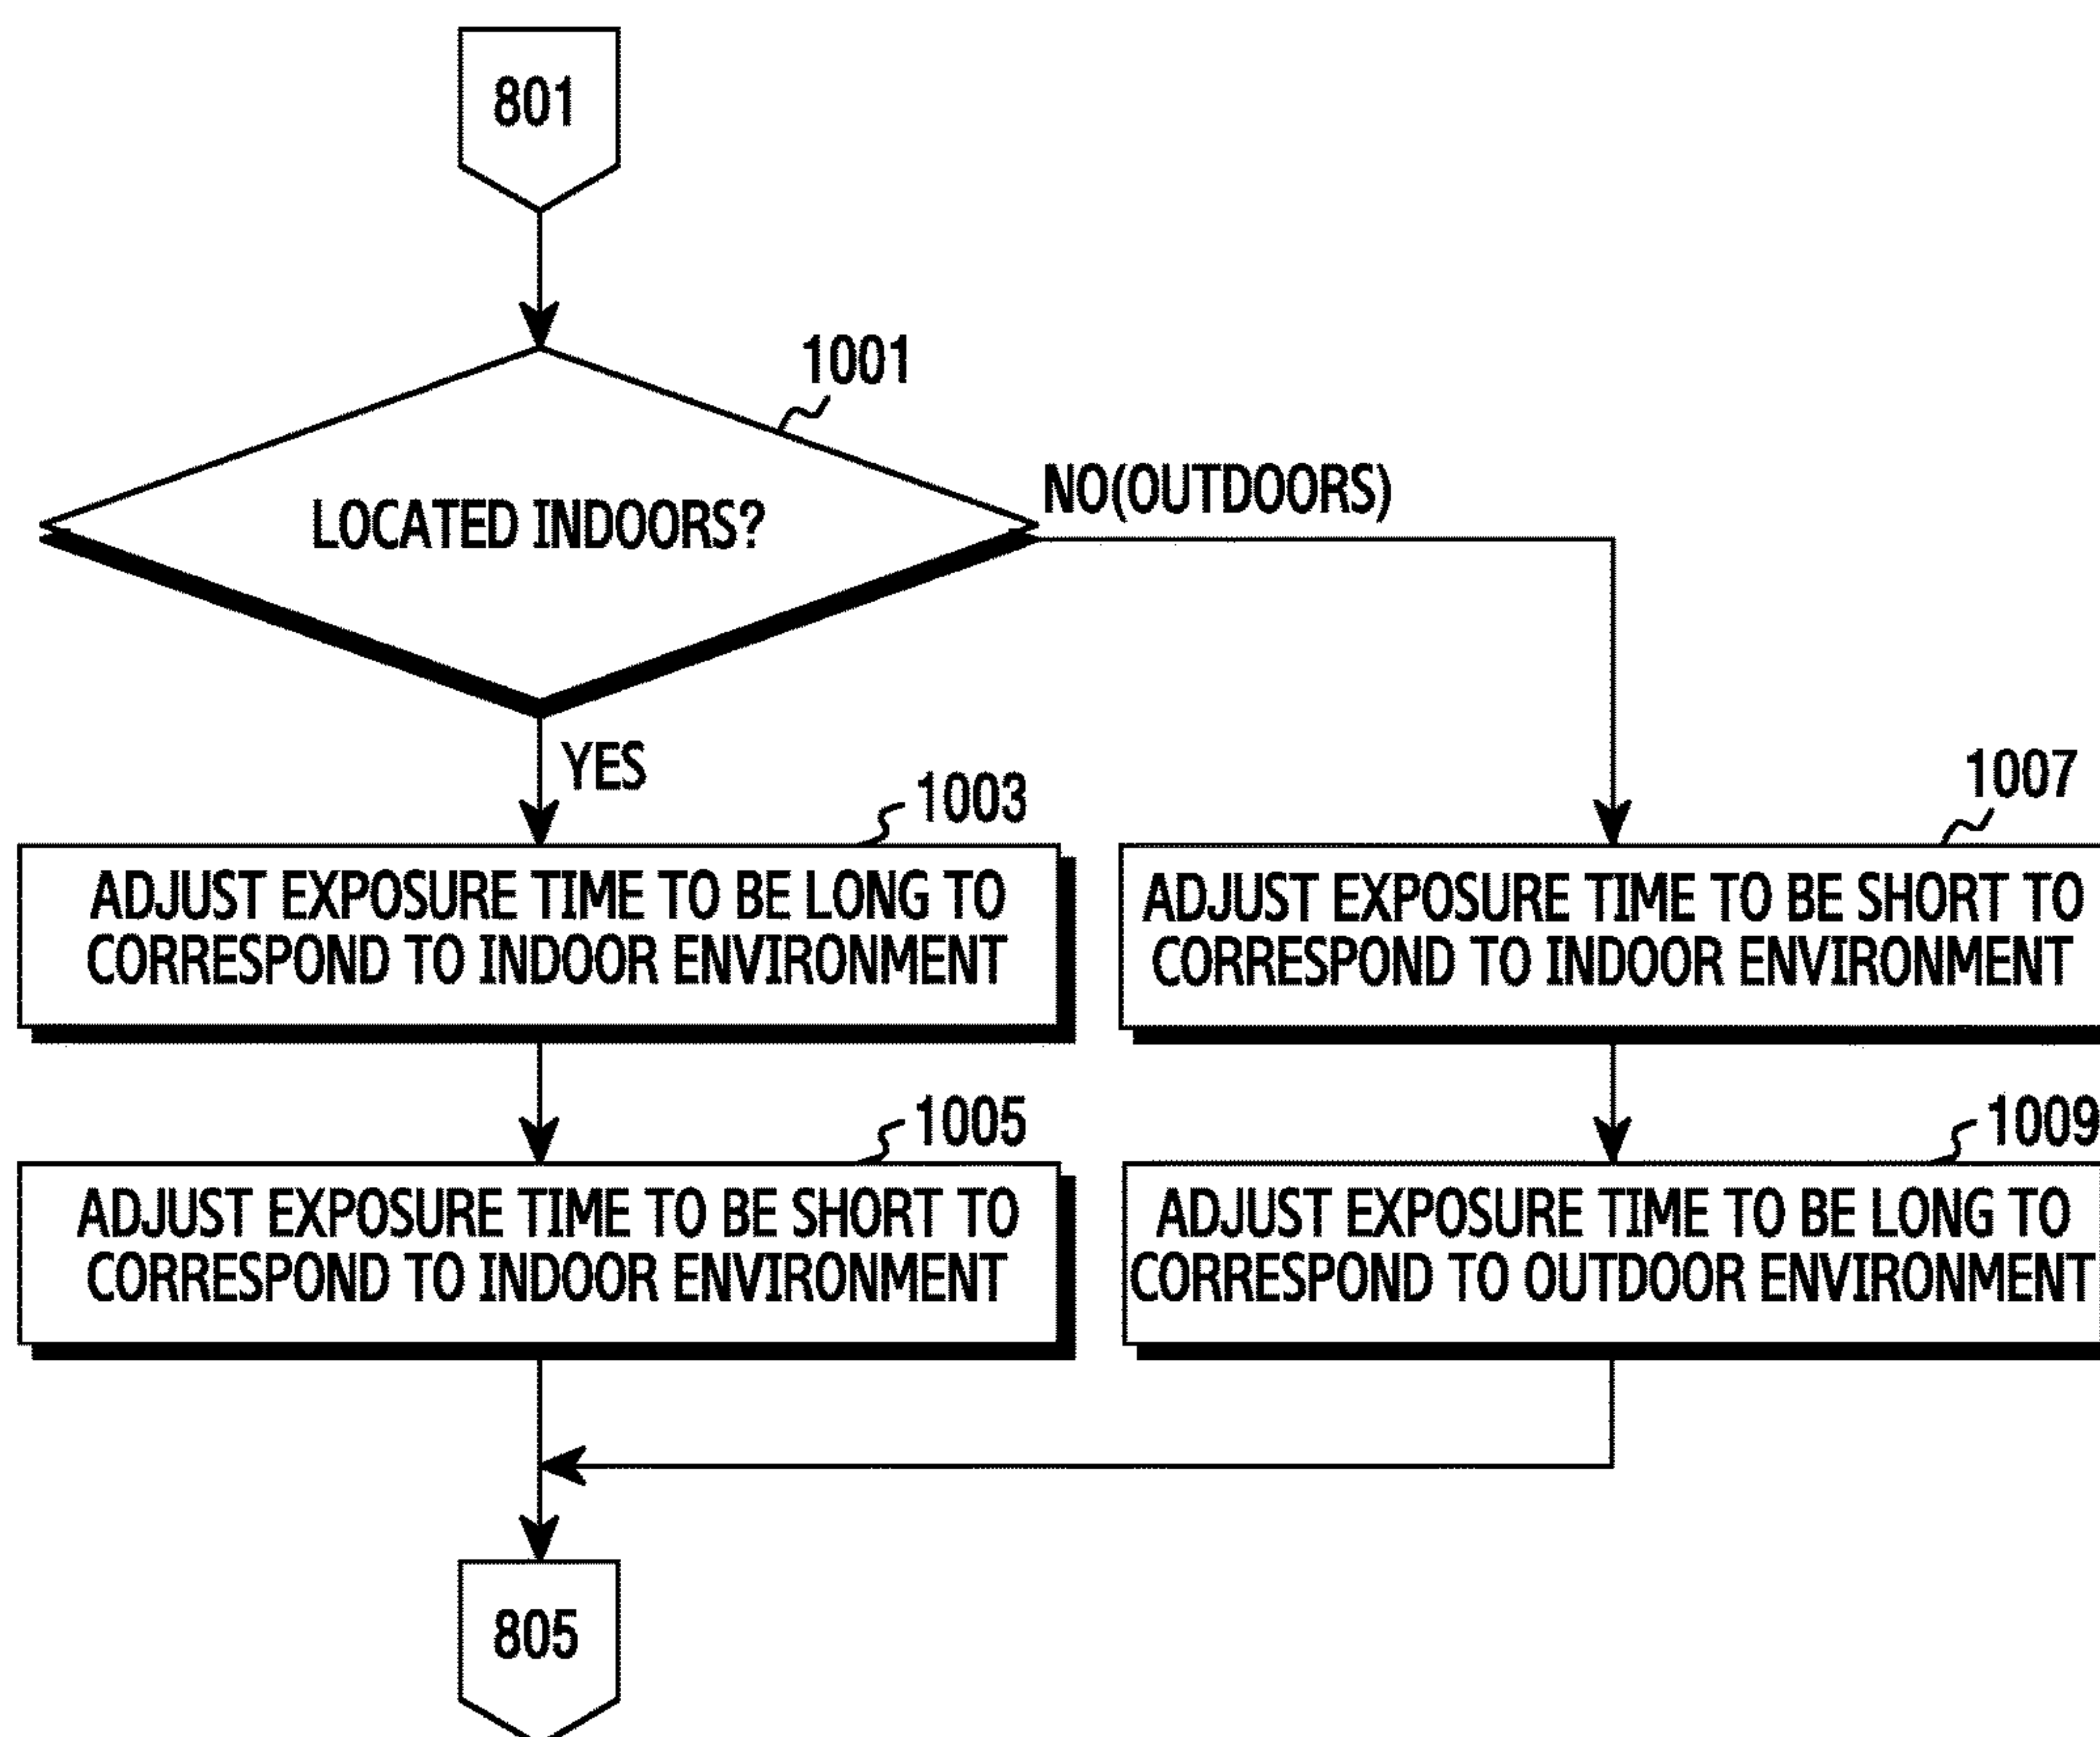 801
1001
LOCATED INDOORS?
NO(OUTDOORS)
YES
1003
ADJUST EXPOSURE TIME TO BE LONG TO
CORRESPOND TO INDOOR ENVIRONMENT
1007
ADJUST EXPOSURE TIME TO BE SHORT TO
CORRESPOND TO INDOOR ENVIRONMENT
1005
ADJUST EXPOSURE TIME TO BE SHORT TO
CORRESPOND TO INDOOR ENVIRONMENT
1009
ADJUST EXPOSURE TIME TO BE LONG TO
CORRESPOND TO OUTDOOR ENVIRONMENT
805